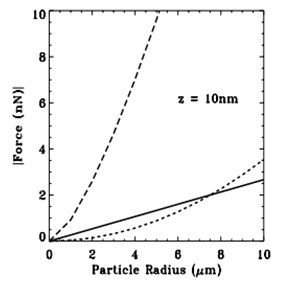 10
8
z = 10nm
6
|Force (nN)|
4
2
0
0 2 4 6 8 10
Particle Radius (μm)